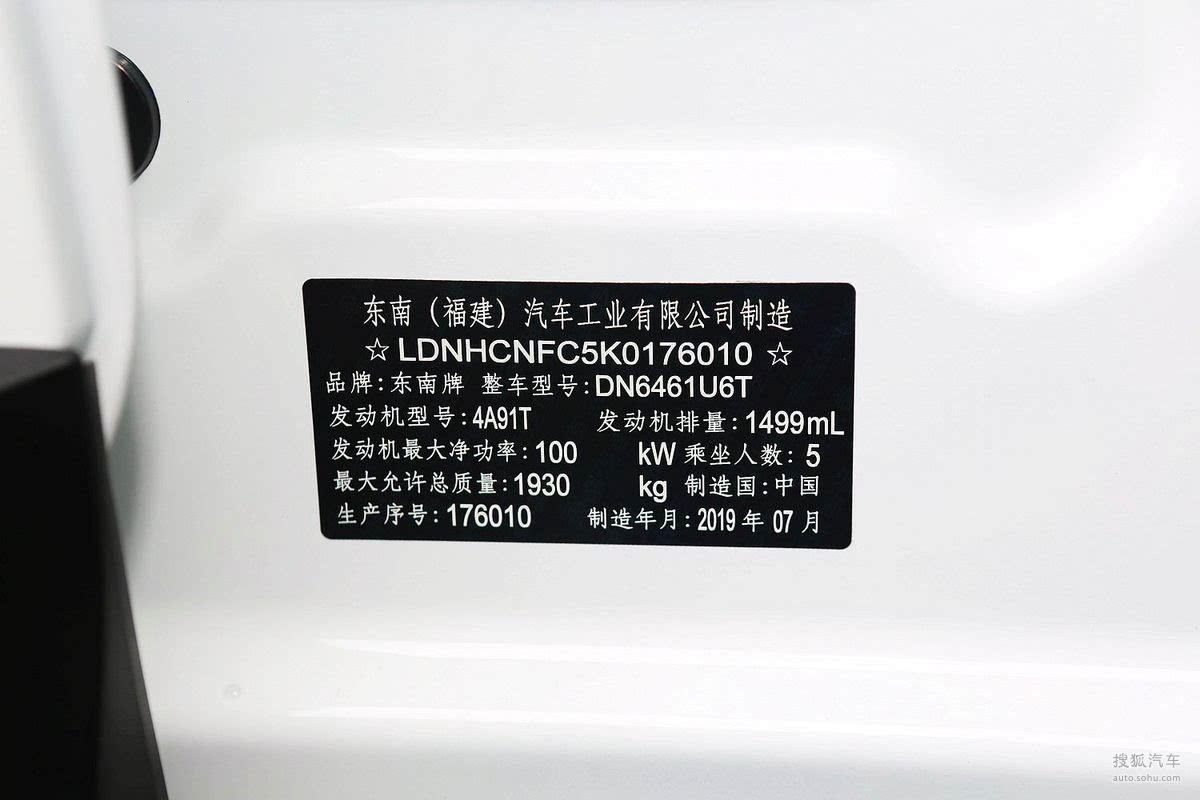 东南（福建）汽车工业有限公司制造
☆ LDNHCNFC5K0176010 ☆
品牌：东南牌 整车型号：DN6461U6T
发动机型号：4A91T 发动机排量：1499mL
发动机最大净功率：100 kW 乘坐人数：5
最大允许总质量：1930 kg 制造国：中国
生产序号：176010 制造年月：2019 年 07 月
搜狐汽车
auto.sohu.com